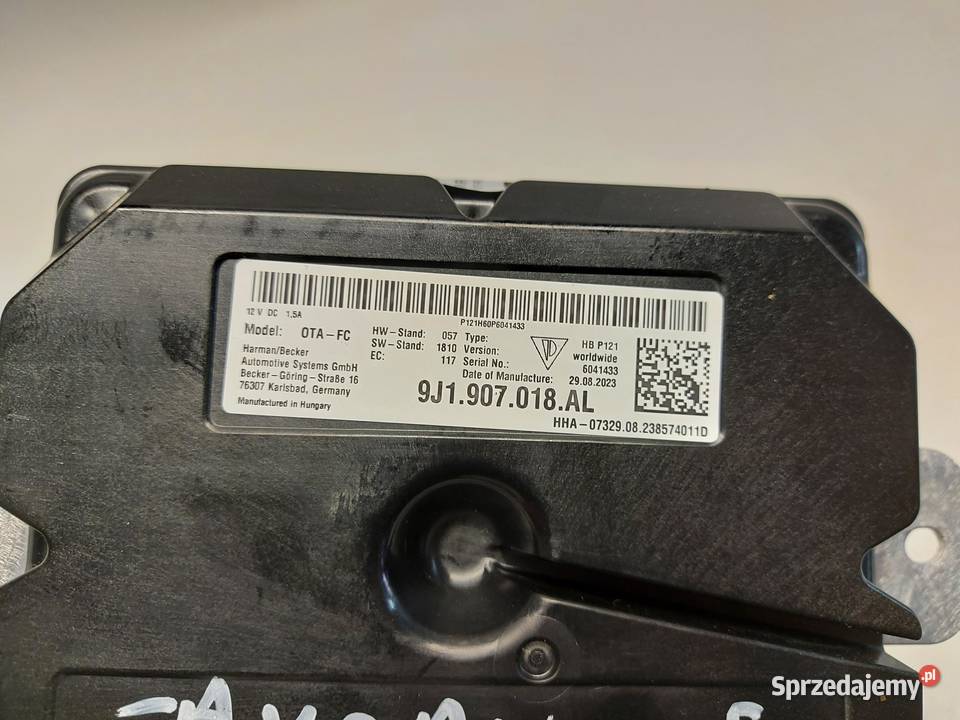 P121H60P6041433
12 V DC 1,5A
Model: OTA-FC
Harman/Becker
Automotive Systems GmbH
Becker-Göring-Straße 16
76307 Karlsbad, Germany
Manufactured in Hungary
HW-Stand: 057
SW-Stand: 1810
EC: 117
Type: HB P121
Version: worldwide
Serial No.: 6041433
Date of Manufacture: 29.08.2023
9J1.907.018.AL
HHA-07329.08.238574011D
Sprzedajemy.pl